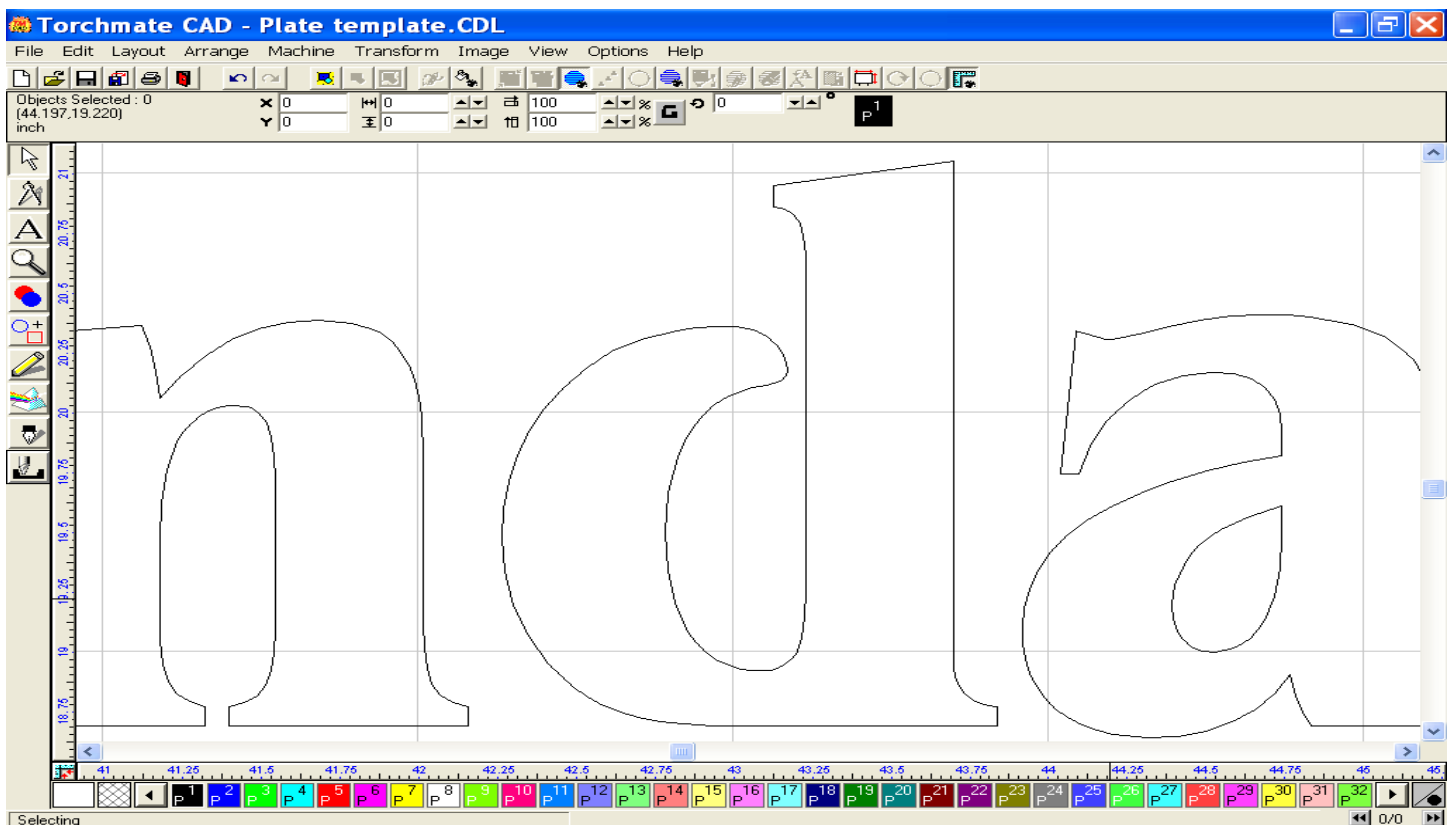 Torchmate CAD - Plate template.CDL
File Edit Layout Arrange Machine Transform Image View Options Help
Objects Selected : 0
(44.197,19.220)
inch
X 0 0 100 % G 0 °
Y 0 0 100 %
P1
A
21
20.75
20.5
20.25
20
19.75
19.5
19.25
19
18.75
nda
41 41.25 41.5 41.75 42 42.25 42.5 42.75 43 43.25 43.5 43.75 44 44.25 44.5 44.75 45 45.
P1 P2 P3 P4 P5 P6 P7 P8 P9 P10 P11 P12 P13 P14 P15 P16 P17 P18 P19 P20 P21 P22 P23 P24 P25 P26 P27 P28 P29 P30 P31 P32
Selecting 0/0